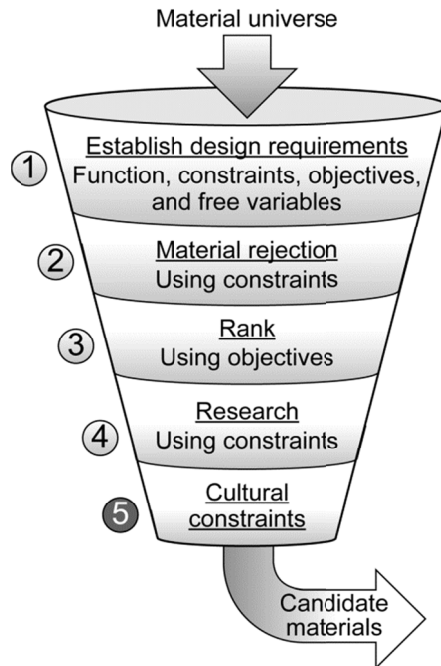 Material universe
Establish design requirements
1
Function, constraints, objectives,
and free variables
Material rejection
2
Using constraints
Rank
3
Using objectives
Research
4
Using constraints
Cultural
5
constraints
Candidate
materials